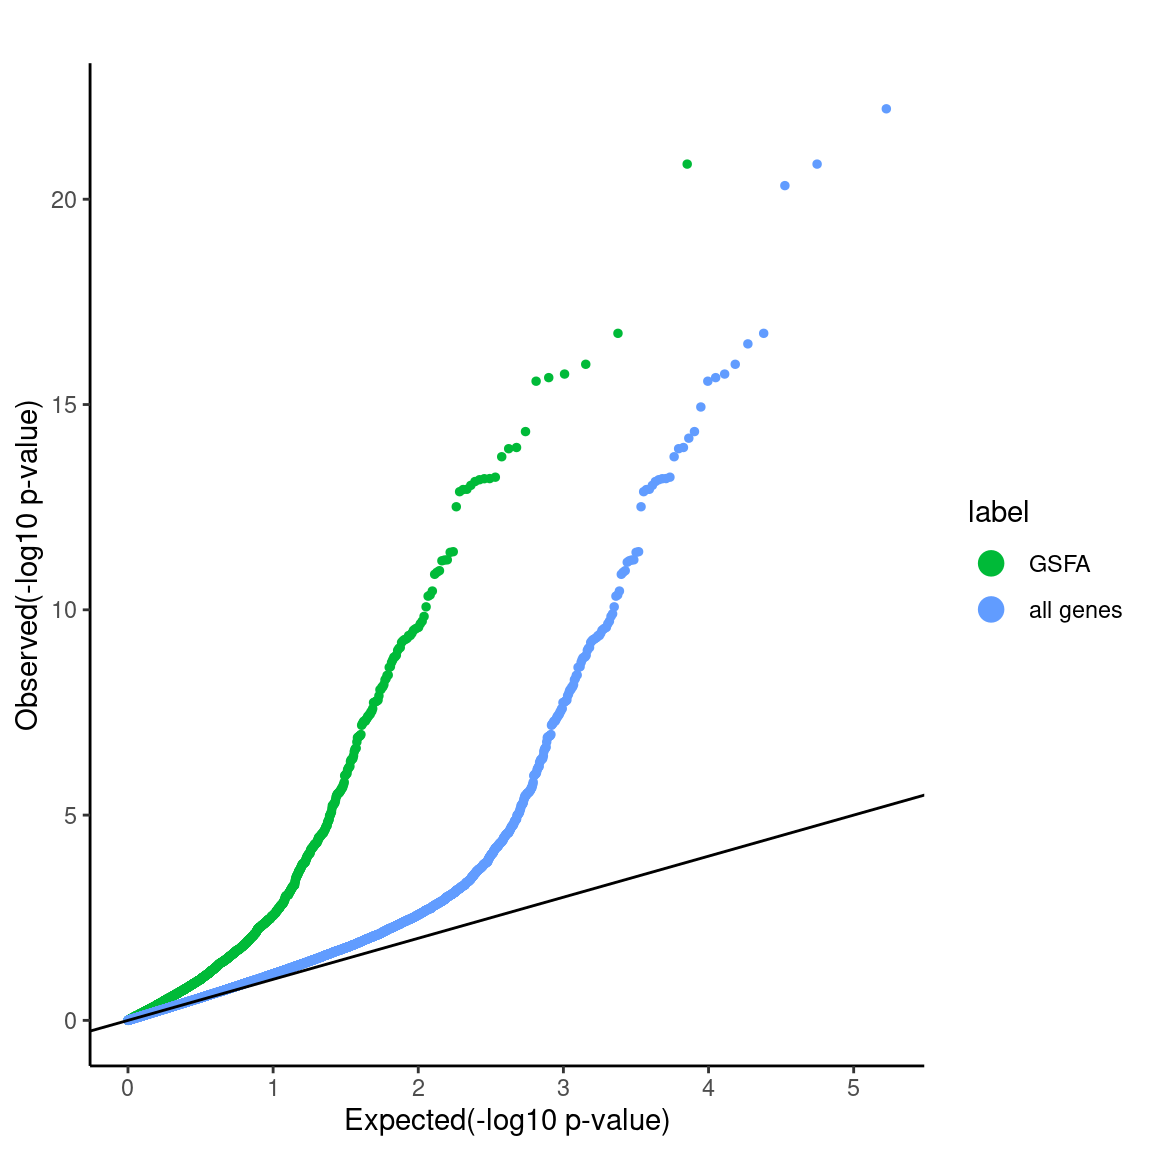 20
15
10
5
0
Observed(-log10 p-value)
0 1 2 3 4 5
Expected(-log10 p-value)
label
GSFA
all genes